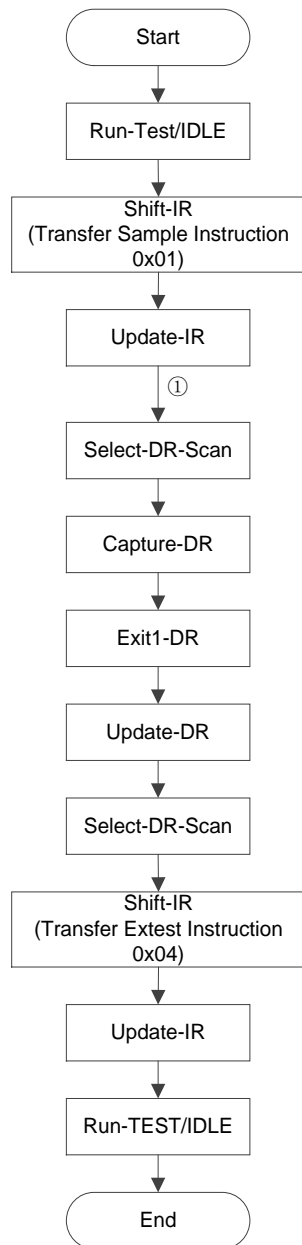 Start
Run-Test/IDLE
Shift-IR
(Transfer Sample Instruction
0x01)
Update-IR
①
Select-DR-Scan
Capture-DR
Exit1-DR
Update-DR
Select-DR-Scan
Shift-IR
(Transfer Extest Instruction
0x04)
Update-IR
Run-TEST/IDLE
End